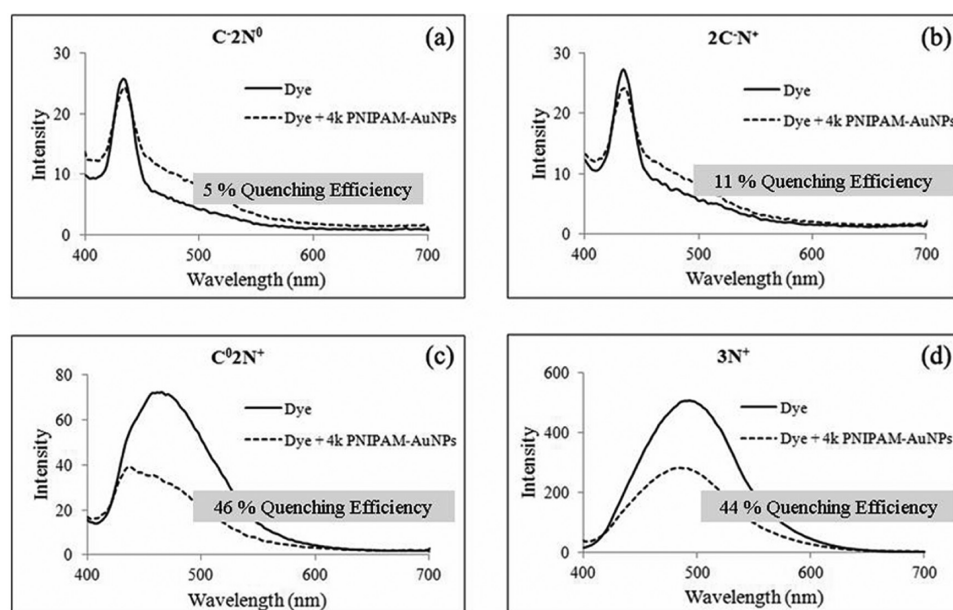 C⁻2N⁰ (a)
30
20
10
0
Intensity
Dye
Dye + 4k PNIPAM-AuNPs
5 % Quenching Efficiency
400 500 600 700
Wavelength (nm)
2C⁻N⁺ (b)
30
20
10
0
Intensity
Dye
Dye + 4k PNIPAM-AuNPs
11 % Quenching Efficiency
400 500 600 700
Wavelength (nm)
C⁰2N⁺ (c)
80
60
40
20
0
Intensity
Dye
Dye + 4k PNIPAM-AuNPs
46 % Quenching Efficiency
400 500 600 700
Wavelength (nm)
3N⁺ (d)
600
400
200
0
Intensity
Dye
Dye + 4k PNIPAM-AuNPs
44 % Quenching Efficiency
400 500 600 700
Wavelength (nm)